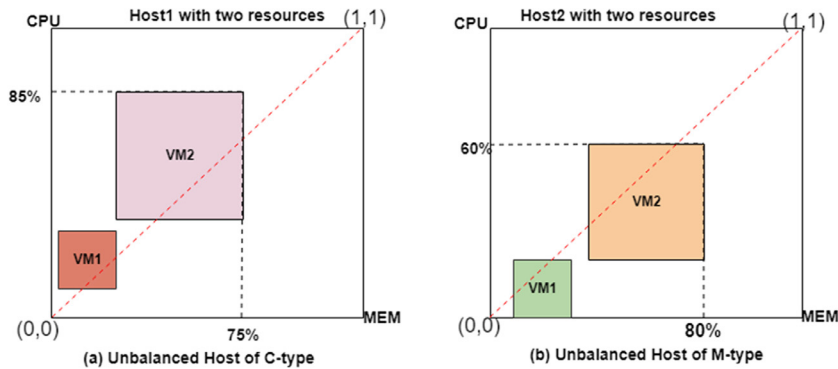 Host1 with two resources
CPU
(1,1)
85%
VM2
VM1
(0,0)
MEM
75%
(a) Unbalanced Host of C-type
Host2 with two resources
CPU
(1,1)
60%
VM2
VM1
(0,0)
MEM
80%
(b) Unbalanced Host of M-type